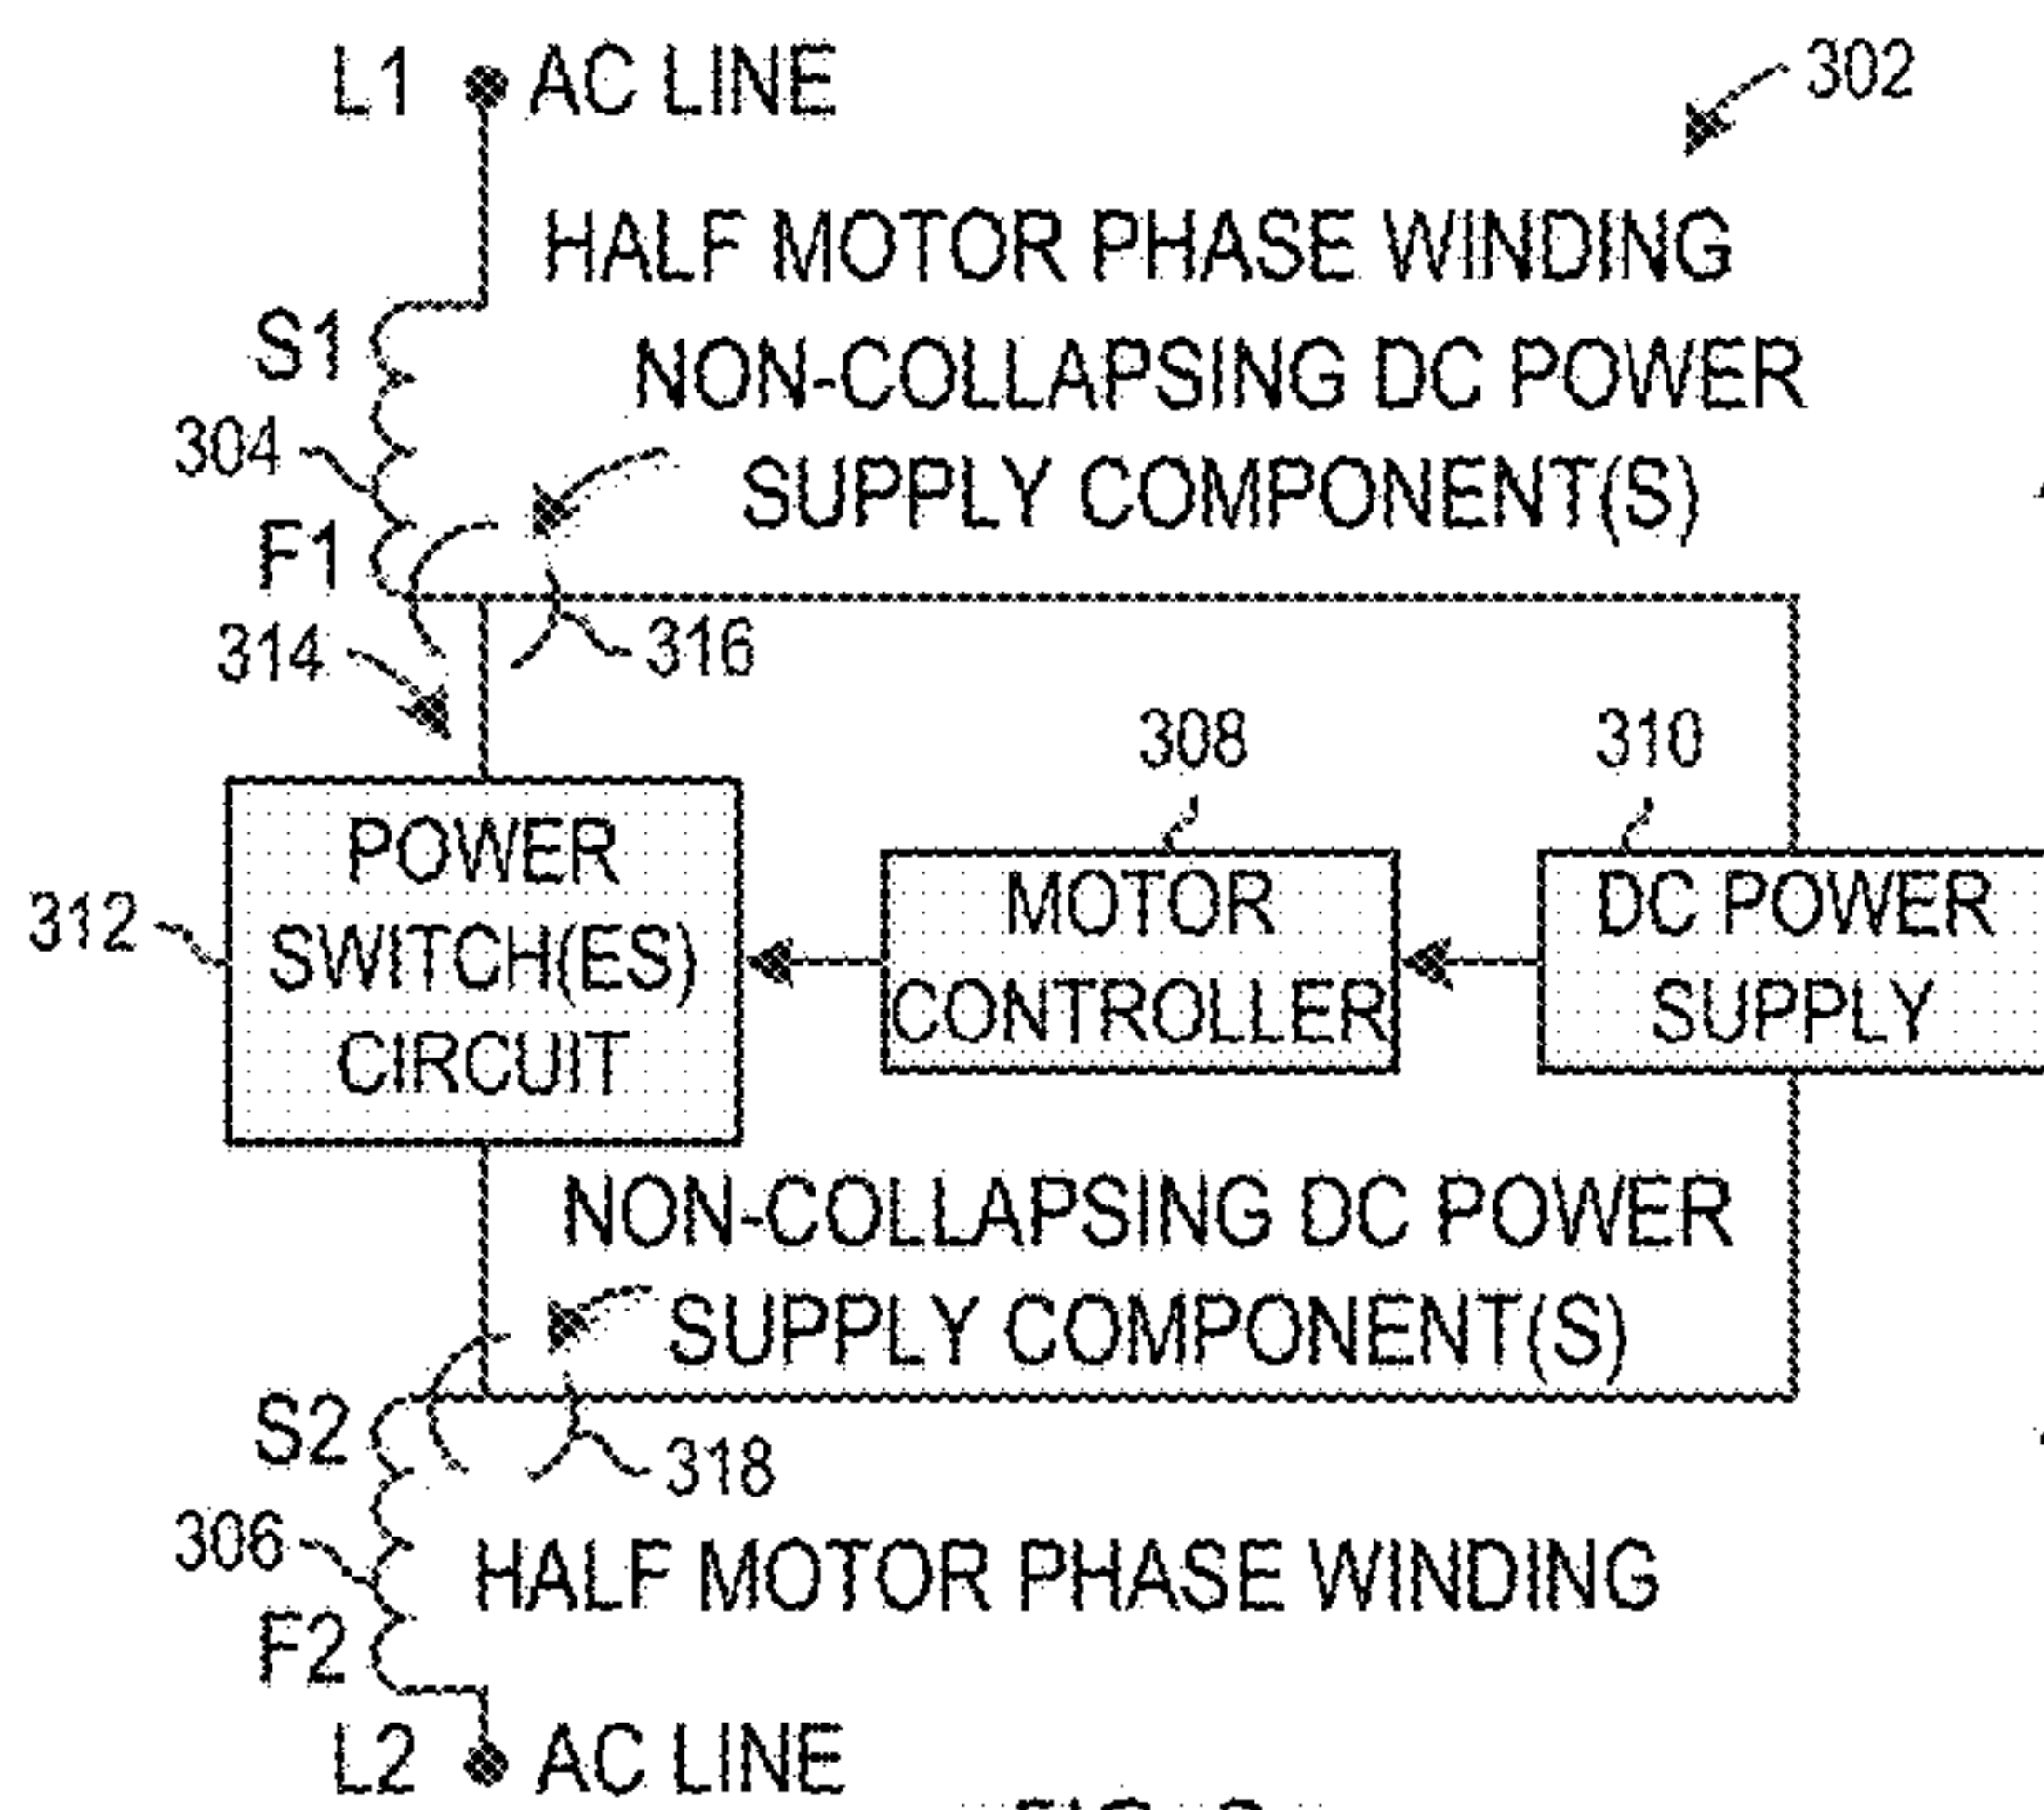 L1 AC LINE
302
HALF MOTOR PHASE WINDING
S1
NON-COLLAPSING DC POWER
SUPPLY COMPONENT(S)
304
F1
314
316
308
310
312
POWER
SWITCH(ES)
CIRCUIT
MOTOR
CONTROLLER
DC POWER
SUPPLY
NON-COLLAPSING DC POWER
SUPPLY COMPONENT(S)
S2
318
306
HALF MOTOR PHASE WINDING
F2
L2 AC LINE